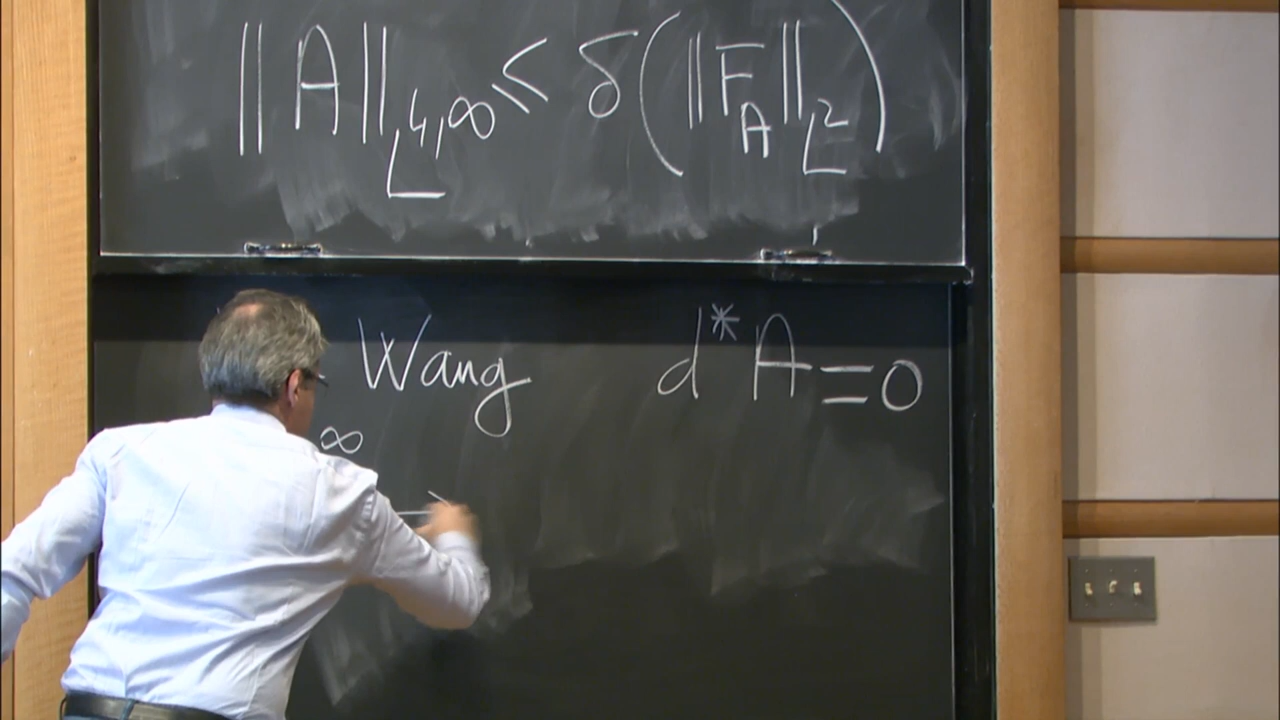 ‖A‖_{L^{4,∞}} ≤ δ(‖F_A‖_{L^2})
Wang d*A = 0
∞